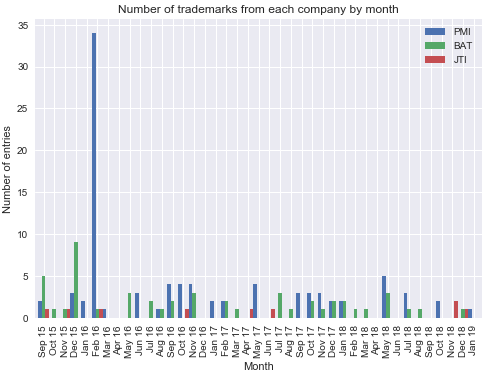 Number of trademarks from each company by month
PMI
BAT
JTI
35
30
25
20
15
10
5
0
Number of entries
Sep 15
Oct 15
Nov 15
Dec 15
Jan 16
Feb 16
Mar 16
Apr 16
May 16
Jun 16
Jul 16
Aug 16
Sep 16
Oct 16
Nov 16
Dec 16
Jan 17
Feb 17
Mar 17
Apr 17
May 17
Jun 17
Jul 17
Aug 17
Sep 17
Oct 17
Nov 17
Dec 17
Jan 18
Feb 18
Mar 18
Apr 18
May 18
Jun 18
Jul 18
Aug 18
Sep 18
Oct 18
Nov 18
Dec 18
Jan 19
Month